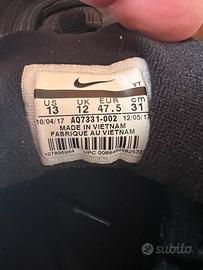 VT
US UK EUR cm
13 12 47.5 31
10/04/17 AQ7331-002 12/05/17
MADE IN VIETNAM
FABRIQUE AU VIETNAM
subito